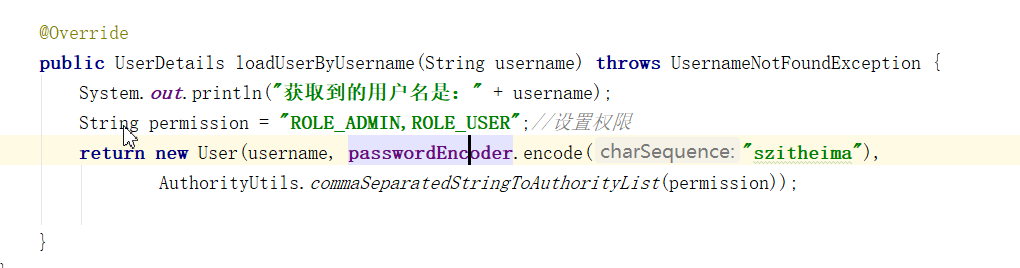 @Override
public UserDetails loadUserByUsername(String username) throws UsernameNotFoundException {
System.out.println("获取到的用户名是：" + username);
String permission = "ROLE_ADMIN,ROLE_USER";//设置权限
return new User(username, passwordEncoder.encode( charSequence: "szitheima"),
AuthorityUtils.commaSeparatedStringToAuthorityList(permission));
}